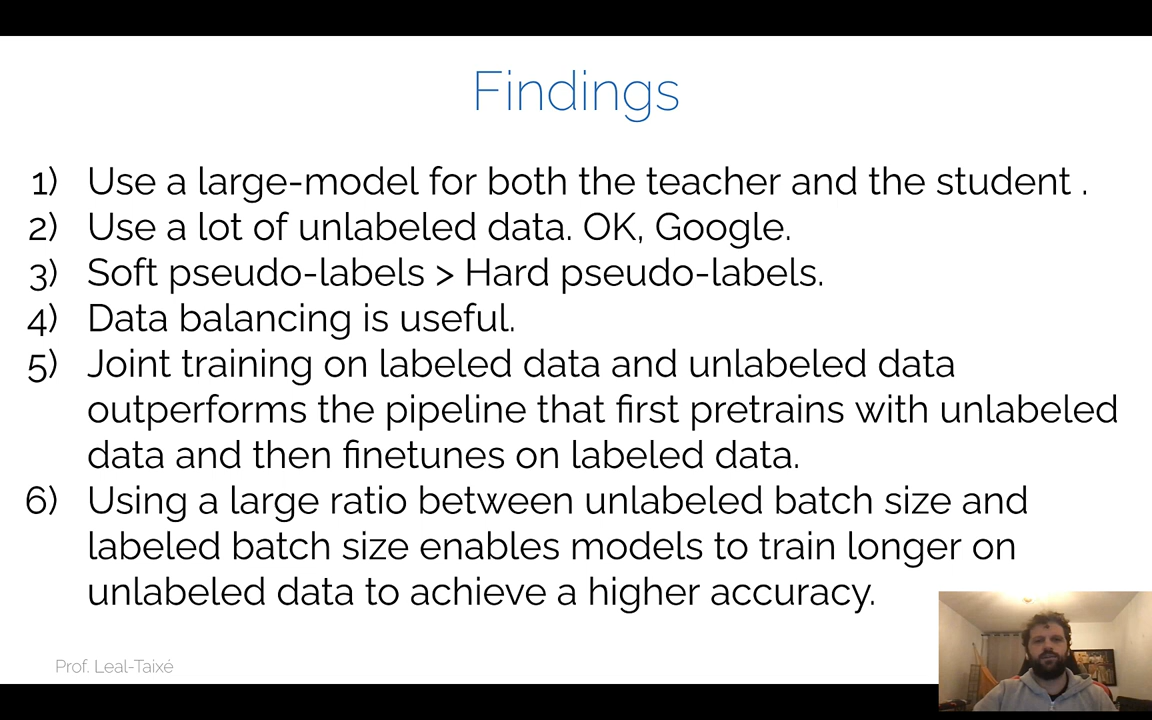 Findings
1) Use a large-model for both the teacher and the student .
2) Use a lot of unlabeled data. OK, Google.
3) Soft pseudo-labels > Hard pseudo-labels.
4) Data balancing is useful.
5) Joint training on labeled data and unlabeled data
outperforms the pipeline that first pretrains with unlabeled
data and then finetunes on labeled data.
6) Using a large ratio between unlabeled batch size and
labeled batch size enables models to train longer on
unlabeled data to achieve a higher accuracy.
Prof. Leal-Taixé